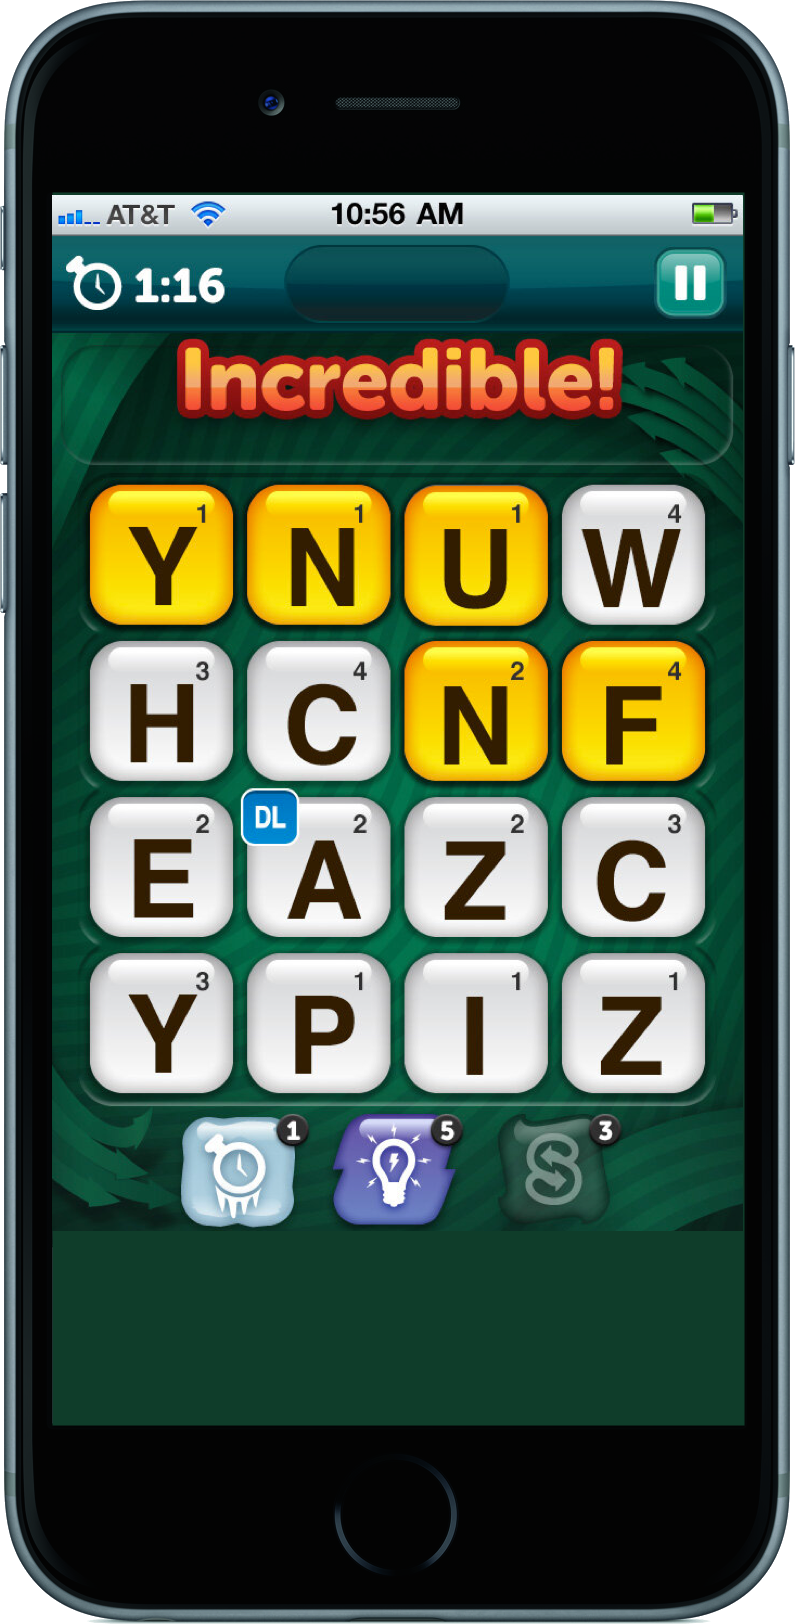 AT&T 10:56 AM
1:16
Incredible!
Y 1 N 1 U 1 W 4
H 3 C 4 N 2 F 4
E 2 DL A 2 Z 2 C 3
Y 3 P 1 I 1 Z 1
1 5 3